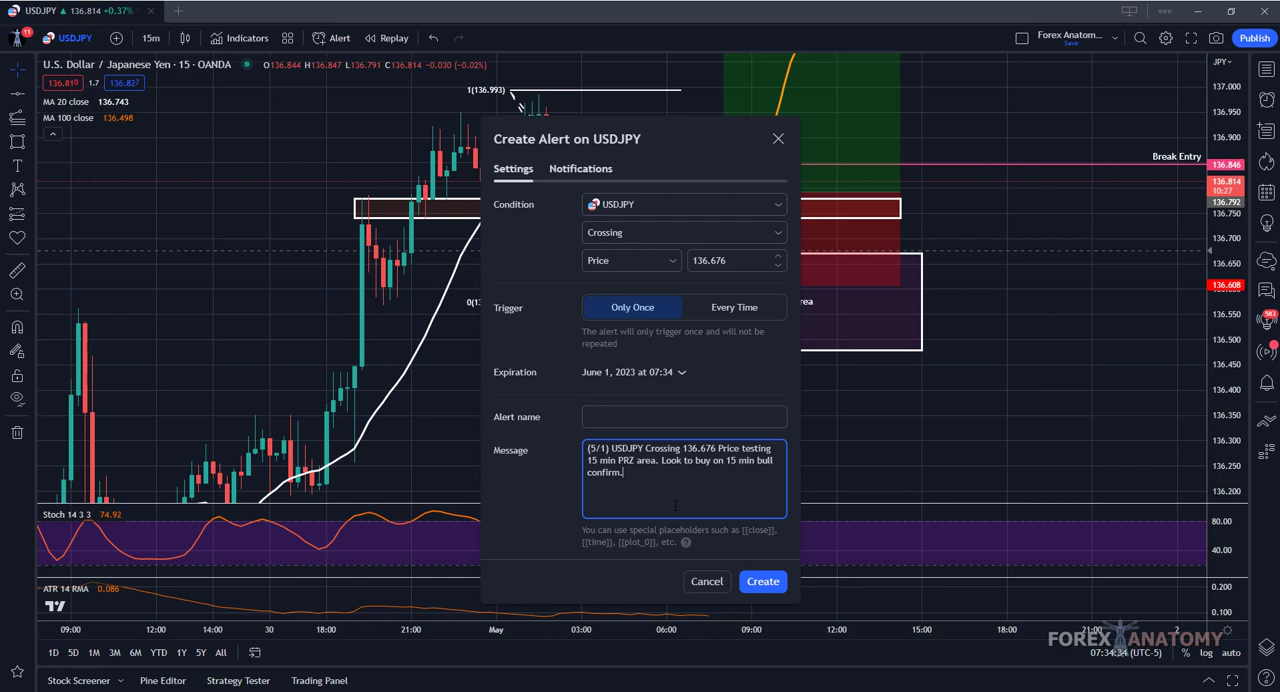 USDJPY ▲ 136.814 +0.37%
11
USDJPY
15m
Indicators
Alert
Replay
Forex Anatom...
Save
Publish
U.S. Dollar / Japanese Yen · 15 · OANDA
O136.844 H136.847 L136.791 C136.814 -0.030 (-0.02%)
JPY
136.810
1.7
136.827
MA 20 close 136.743
MA 100 close 136.498
1(136.993)
0(13
Create Alert on USDJPY
Settings
Notifications
Condition
USDJPY
Crossing
Price
136.676
Trigger
Only Once
Every Time
The alert will only trigger once and will not be
repeated
Expiration
June 1, 2023 at 07:34
Alert name
Message
(5/1) USDJPY Crossing 136.676 Price testing
15 min PRZ area. Look to buy on 15 min bull
confirm.
You can use special placeholders such as {{close}},
{{time}}, {{plot_0}}, etc.
Cancel
Create
Break Entry
rea
137.000
136.950
136.900
136.846
136.814
10:27
136.792
136.750
136.700
136.650
136.608
136.550
136.500
136.450
136.400
136.350
136.300
136.250
136.200
583
Stoch 14 3 3 74.92
80.00
40.00
ATR 14 RMA 0.086
0.200
0.100
09:00
12:00
14:00
30
18:00
21:00
May
03:00
06:00
09:00
12:00
15:00
18:00
21:00
2
FOREX ANATOMY
1D 5D 1M 3M 6M YTD 1Y 5Y All
07:34:34 (UTC-5)
% log auto
Stock Screener
Pine Editor
Strategy Tester
Trading Panel